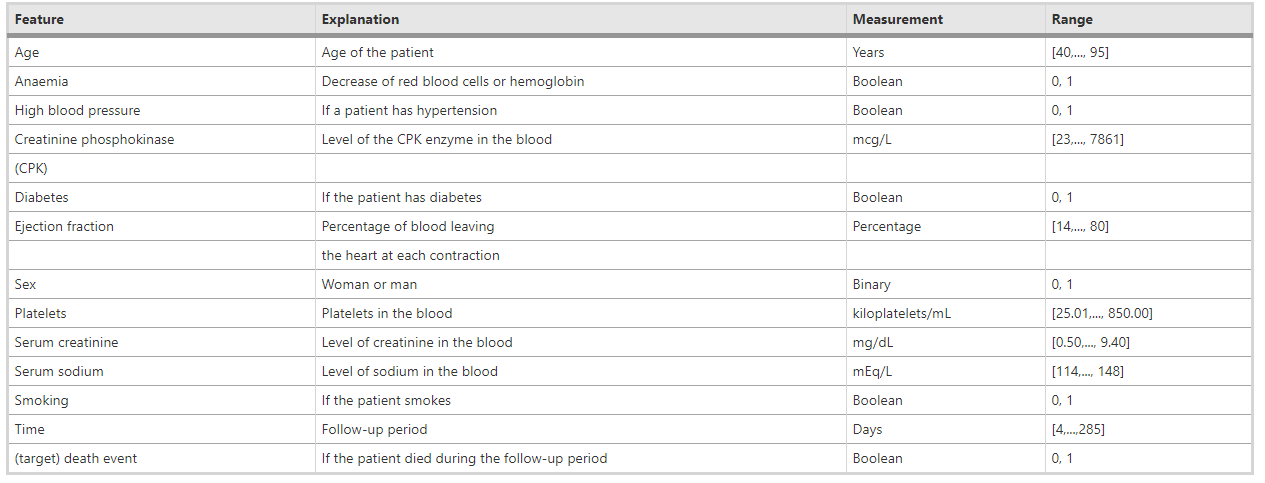 Feature Explanation Measurement Range
Age Age of the patient Years [40,..., 95]
Anaemia Decrease of red blood cells or hemoglobin Boolean 0, 1
High blood pressure If a patient has hypertension Boolean 0, 1
Creatinine phosphokinase Level of the CPK enzyme in the blood mcg/L [23,..., 7861]
(CPK)
Diabetes If the patient has diabetes Boolean 0, 1
Ejection fraction Percentage of blood leaving Percentage [14,..., 80]
the heart at each contraction
Sex Woman or man Binary 0, 1
Platelets Platelets in the blood kiloplatelets/mL [25.01,..., 850.00]
Serum creatinine Level of creatinine in the blood mg/dL [0.50,..., 9.40]
Serum sodium Level of sodium in the blood mEq/L [114,..., 148]
Smoking If the patient smokes Boolean 0, 1
Time Follow-up period Days [4,...,285]
(target) death event If the patient died during the follow-up period Boolean 0, 1